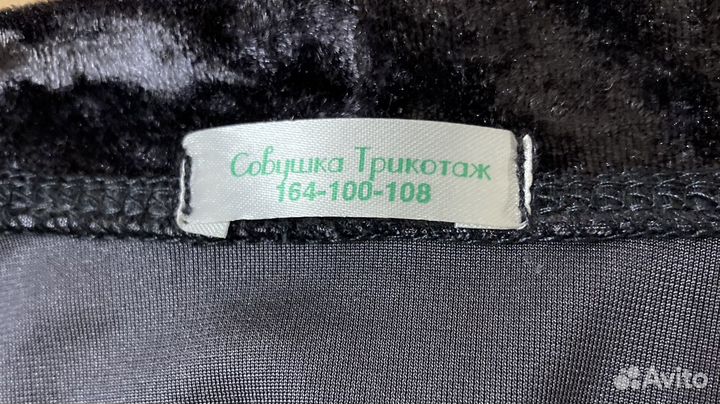 Совушка Трикотаж
164-100-108
Avito